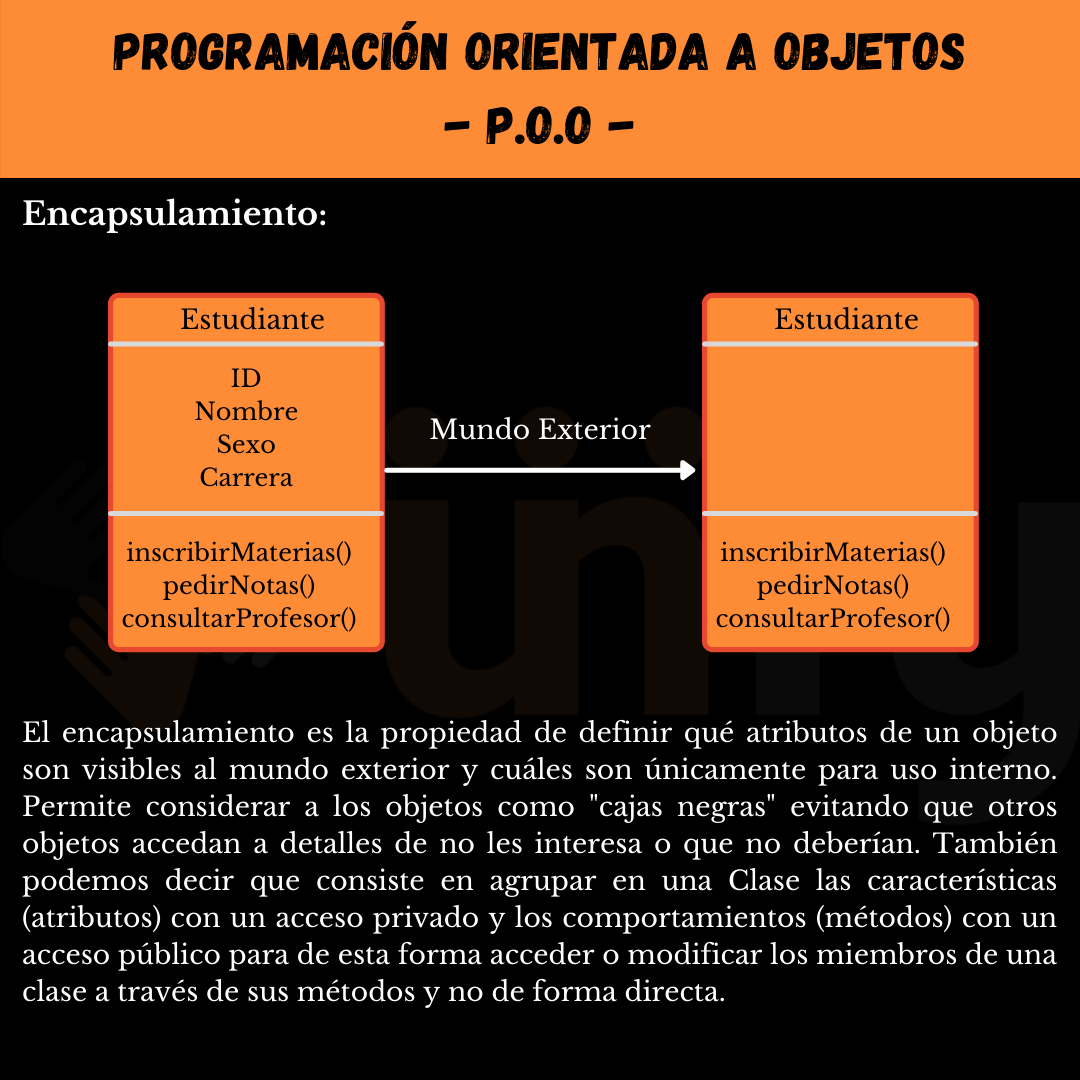 PROGRAMACIÓN ORIENTADA A OBJETOS
– P.O.O –
Encapsulamiento:
Estudiante
ID
Nombre
Sexo
Carrera
inscribirMaterias()
pedirNotas()
consultarProfesor()
Mundo Exterior
Estudiante
inscribirMaterias()
pedirNotas()
consultarProfesor()
El encapsulamiento es la propiedad de definir qué atributos de un objeto
son visibles al mundo exterior y cuáles son únicamente para uso interno.
Permite considerar a los objetos como "cajas negras" evitando que otros
objetos accedan a detalles de no les interesa o que no deberían. También
podemos decir que consiste en agrupar en una Clase las características
(atributos) con un acceso privado y los comportamientos (métodos) con un
acceso público para de esta forma acceder o modificar los miembros de una
clase a través de sus métodos y no de forma directa.